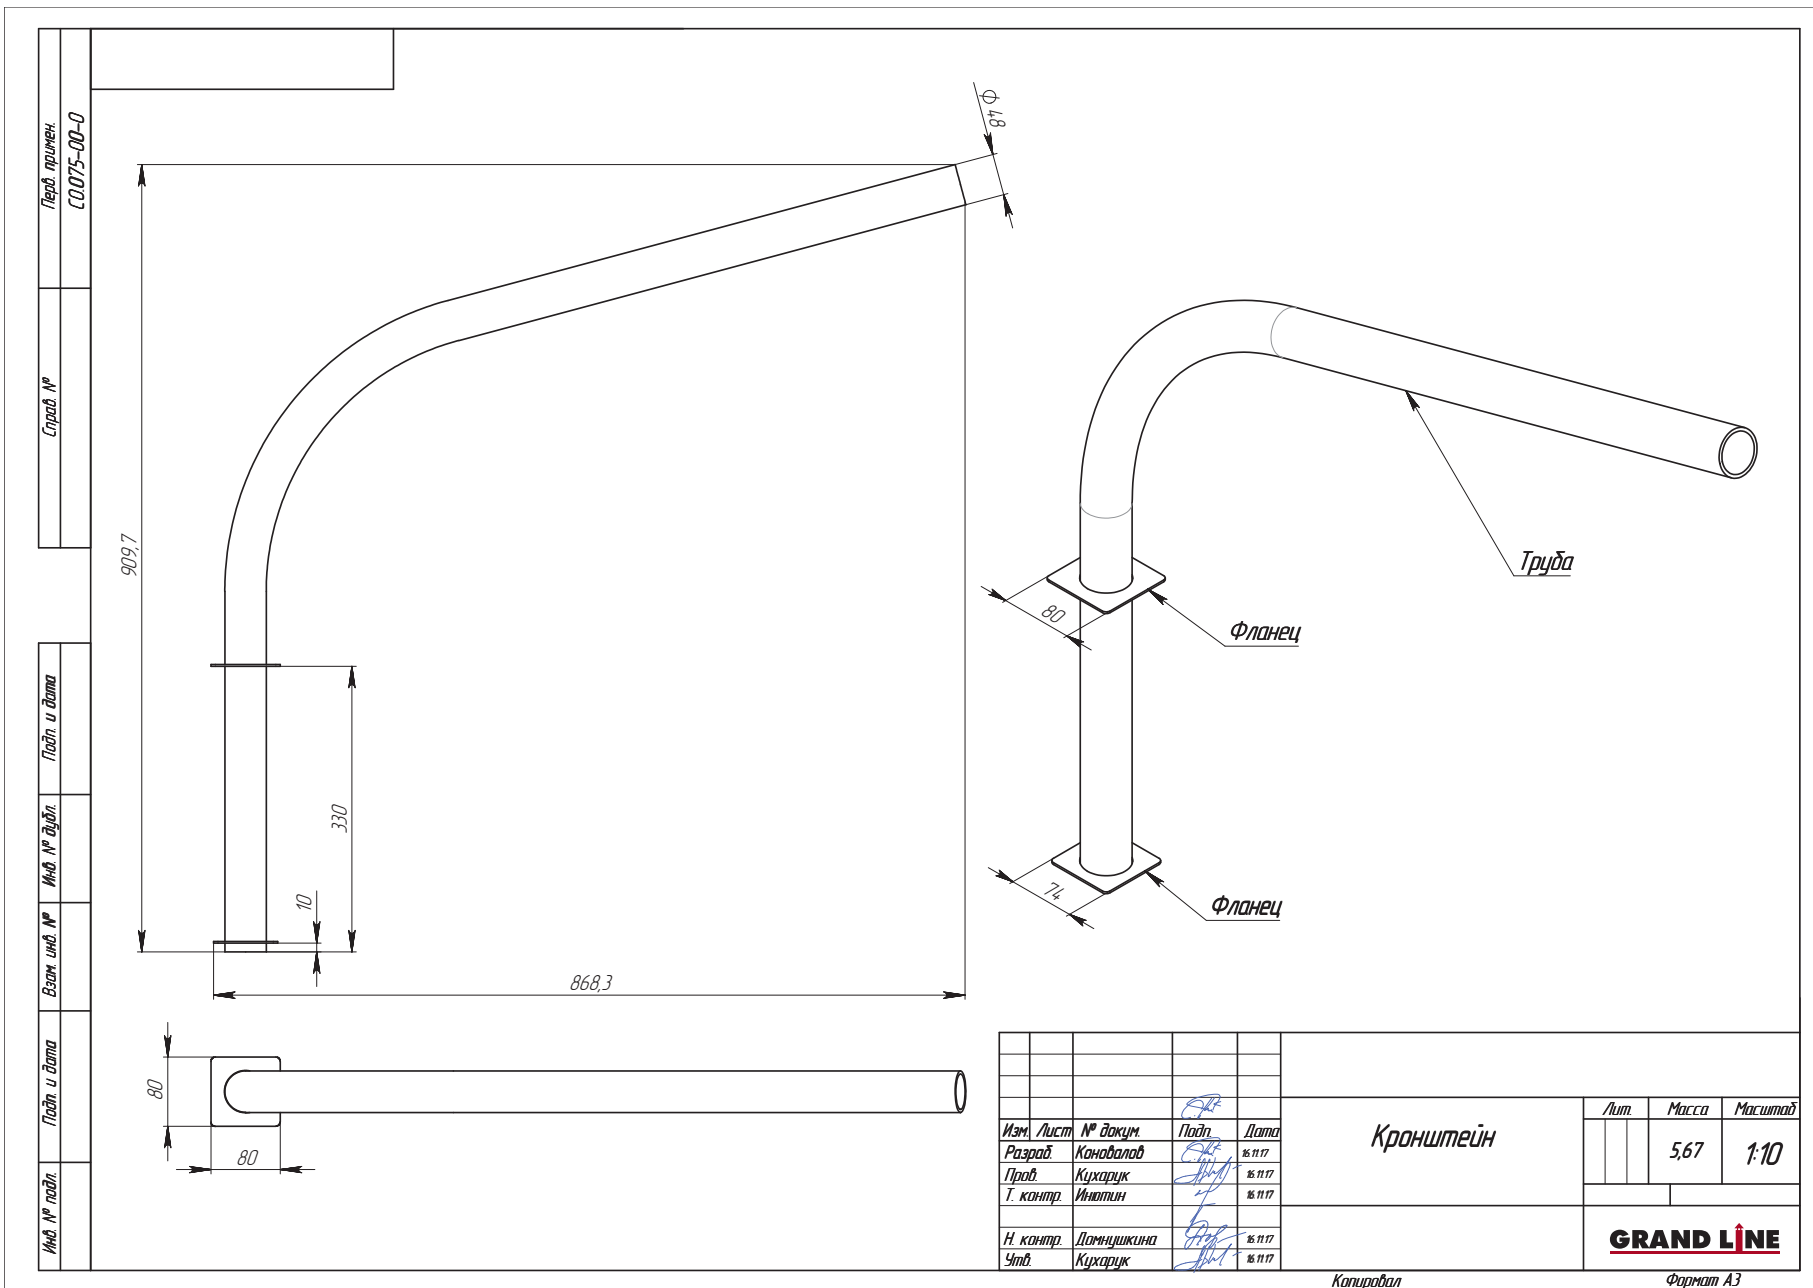 Перв. примен.
СО.075-00-0
Справ. №
Подп. и дата
Инв. № дубл.
Взам. инв. №
Подп. и дата
Инв. № подл.
⌀ 48
909,7
330
10
868,3
80
80
Труба
80
Фланец
74
Фланец
Изм. Лист № докум. Подп. Дата
Разраб. Коновалов 16.11.17
Пров. Кухарук 16.11.17
Т. контр. Инютин 16.11.17
Н. контр. Домнушкина 16.11.17
Утв. Кухарук 16.11.17
Кронштейн
Лит. Масса Масштаб
5,67 1:10
GRAND LINE
Копировал Формат А3